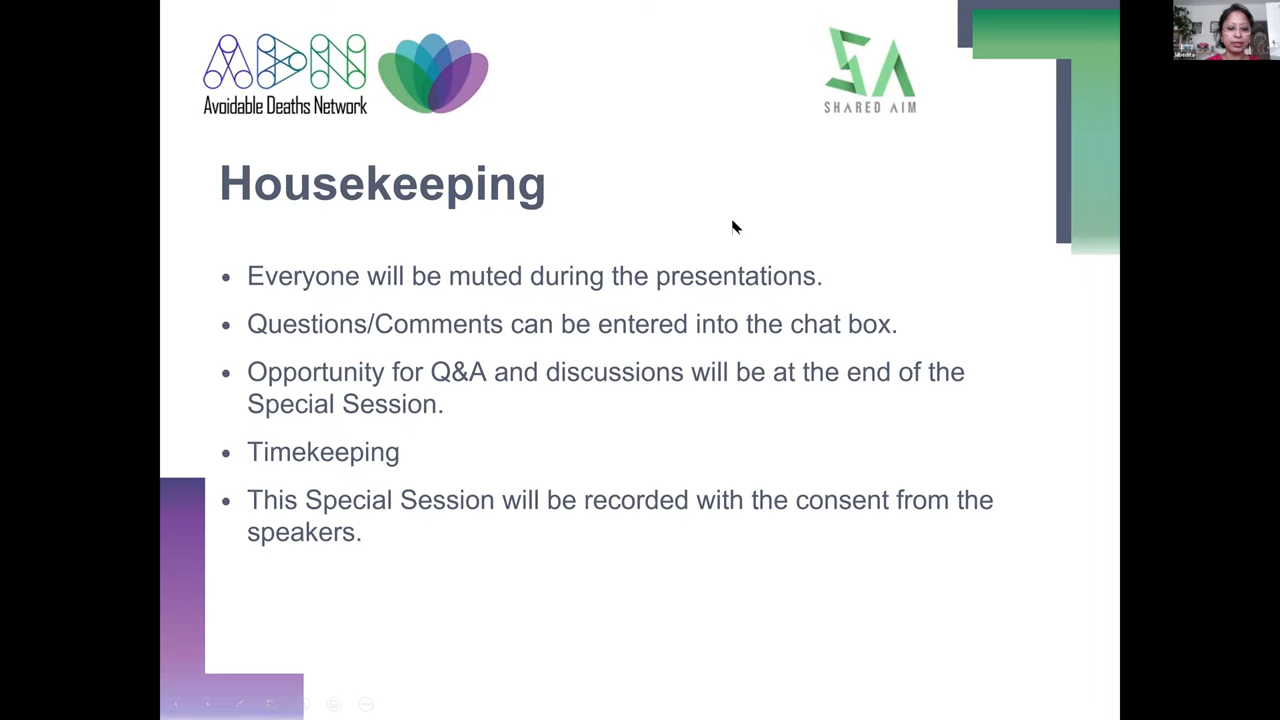 ADN
Avoidable Deaths Network
SA
SHARED AIM
Housekeeping
• Everyone will be muted during the presentations.
• Questions/Comments can be entered into the chat box.
• Opportunity for Q&A and discussions will be at the end of the
Special Session.
• Timekeeping
• This Special Session will be recorded with the consent from the
speakers.